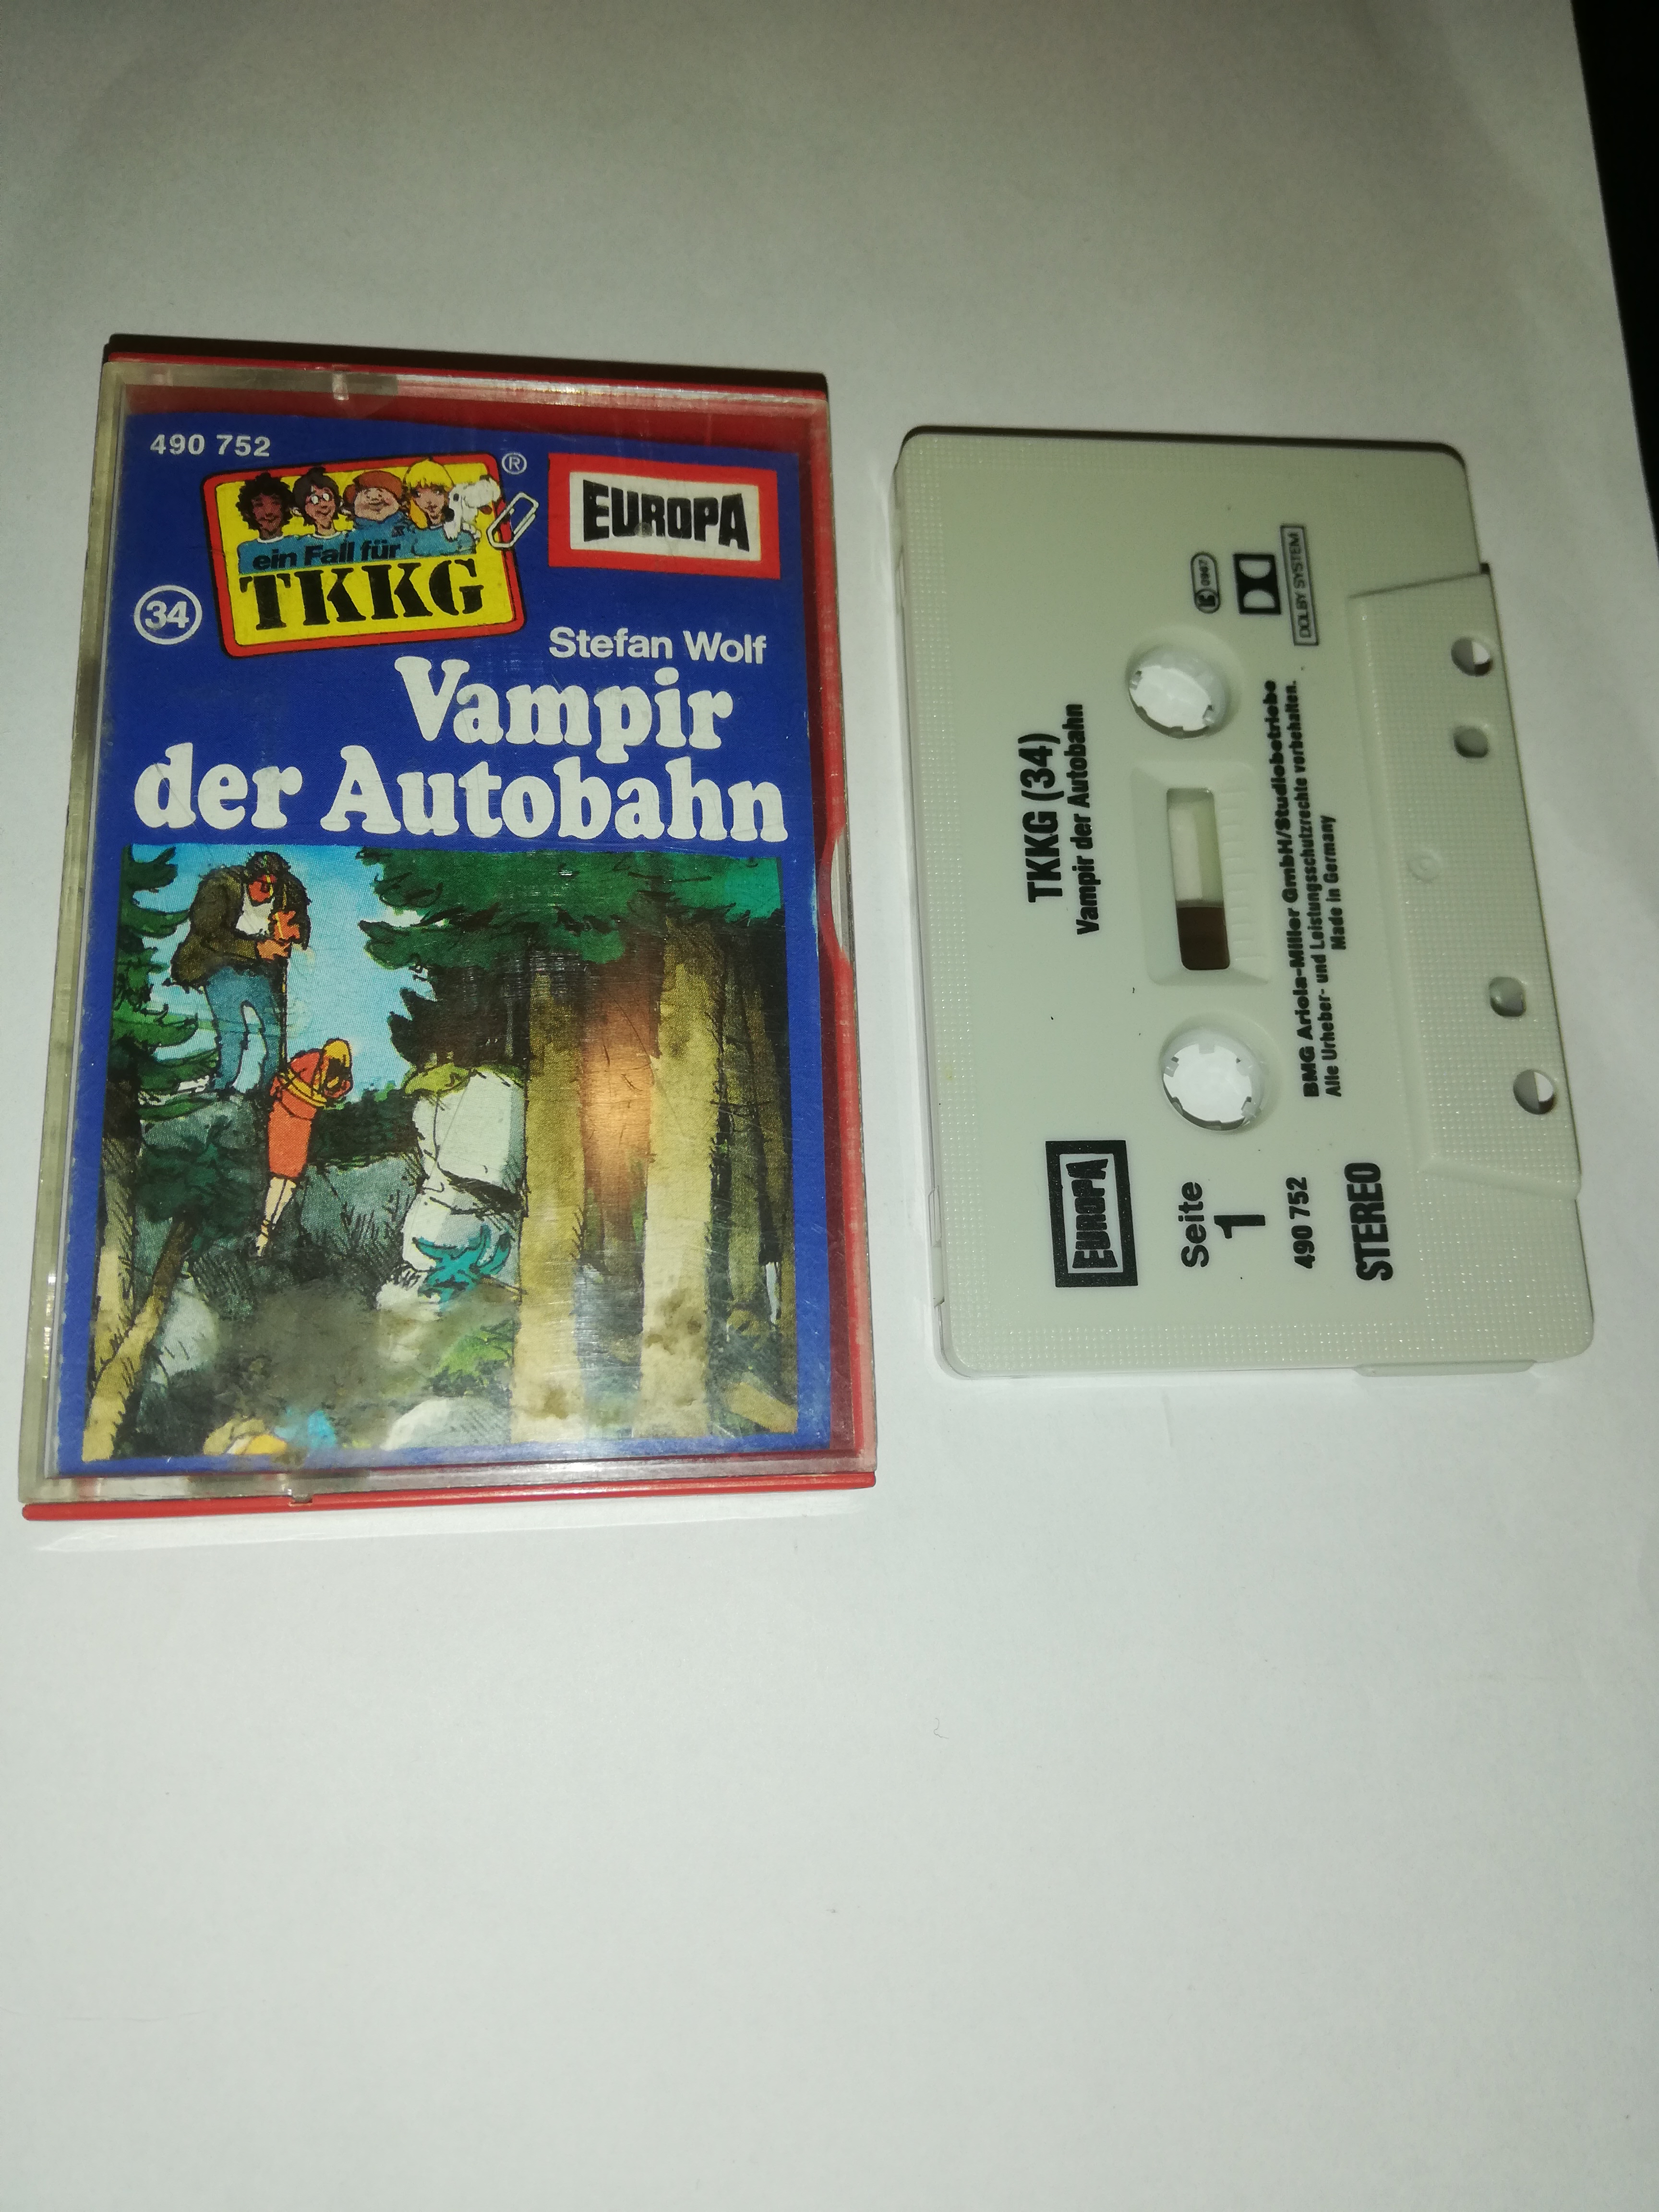 490 752
®
EUROPA
ein Fall für
TKKG
34
Stefan Wolf
Vampir
der Autobahn
TKKG (34)
Vampir der Autobahn
DOLBY SYSTEM
EUROPA
Seite
1
490 752
STEREO
BMG Ariola-Miller GmbH/Studiobetriebe
Alle Urheber- und Leistungsschutzrechte vorbehalten.
Made in Germany